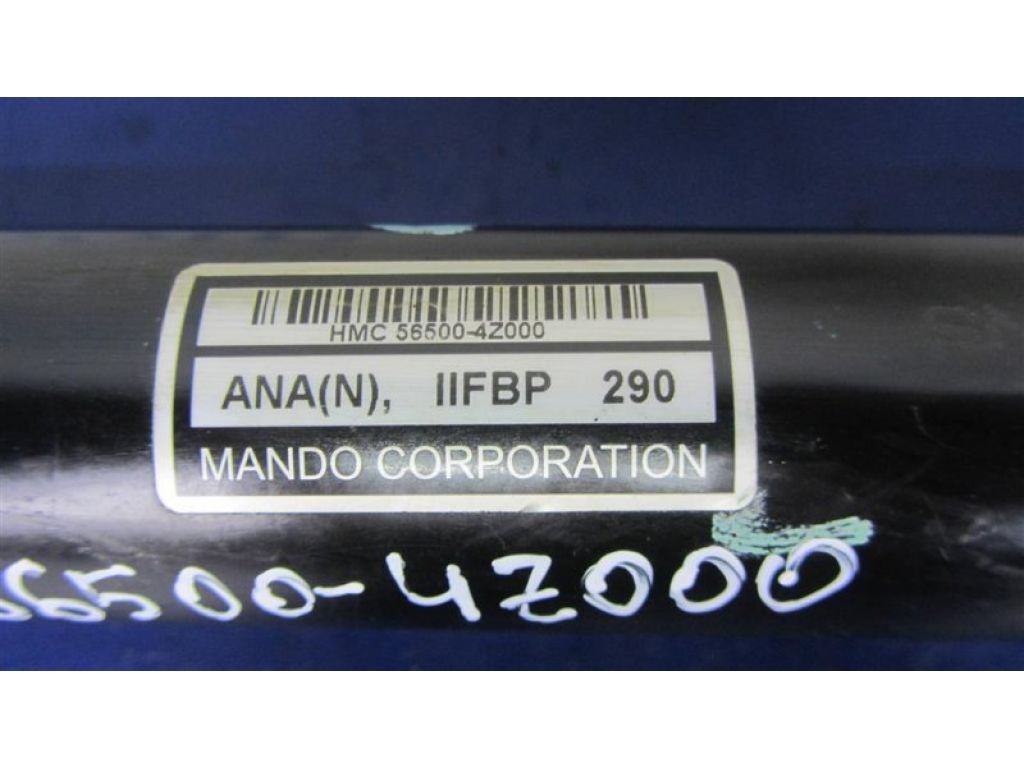 HMC 56500-4Z000
ANA(N), IIFBP 290
MANDO CORPORATION
56500-4Z000